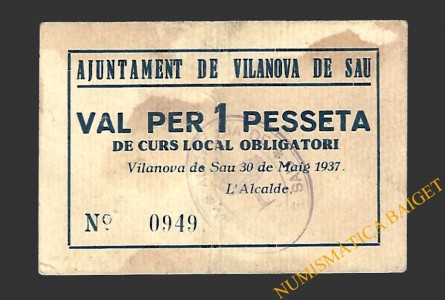 AJUNTAMENT DE VILANOVA DE SAU
VAL PER 1 PESSETA
DE CURS LOCAL OBLIGATORI
Vilanova de Sau 30 de Maig 1937.
L'Alcalde,
Nº 0949
NUMISMÀTICA BAIGET